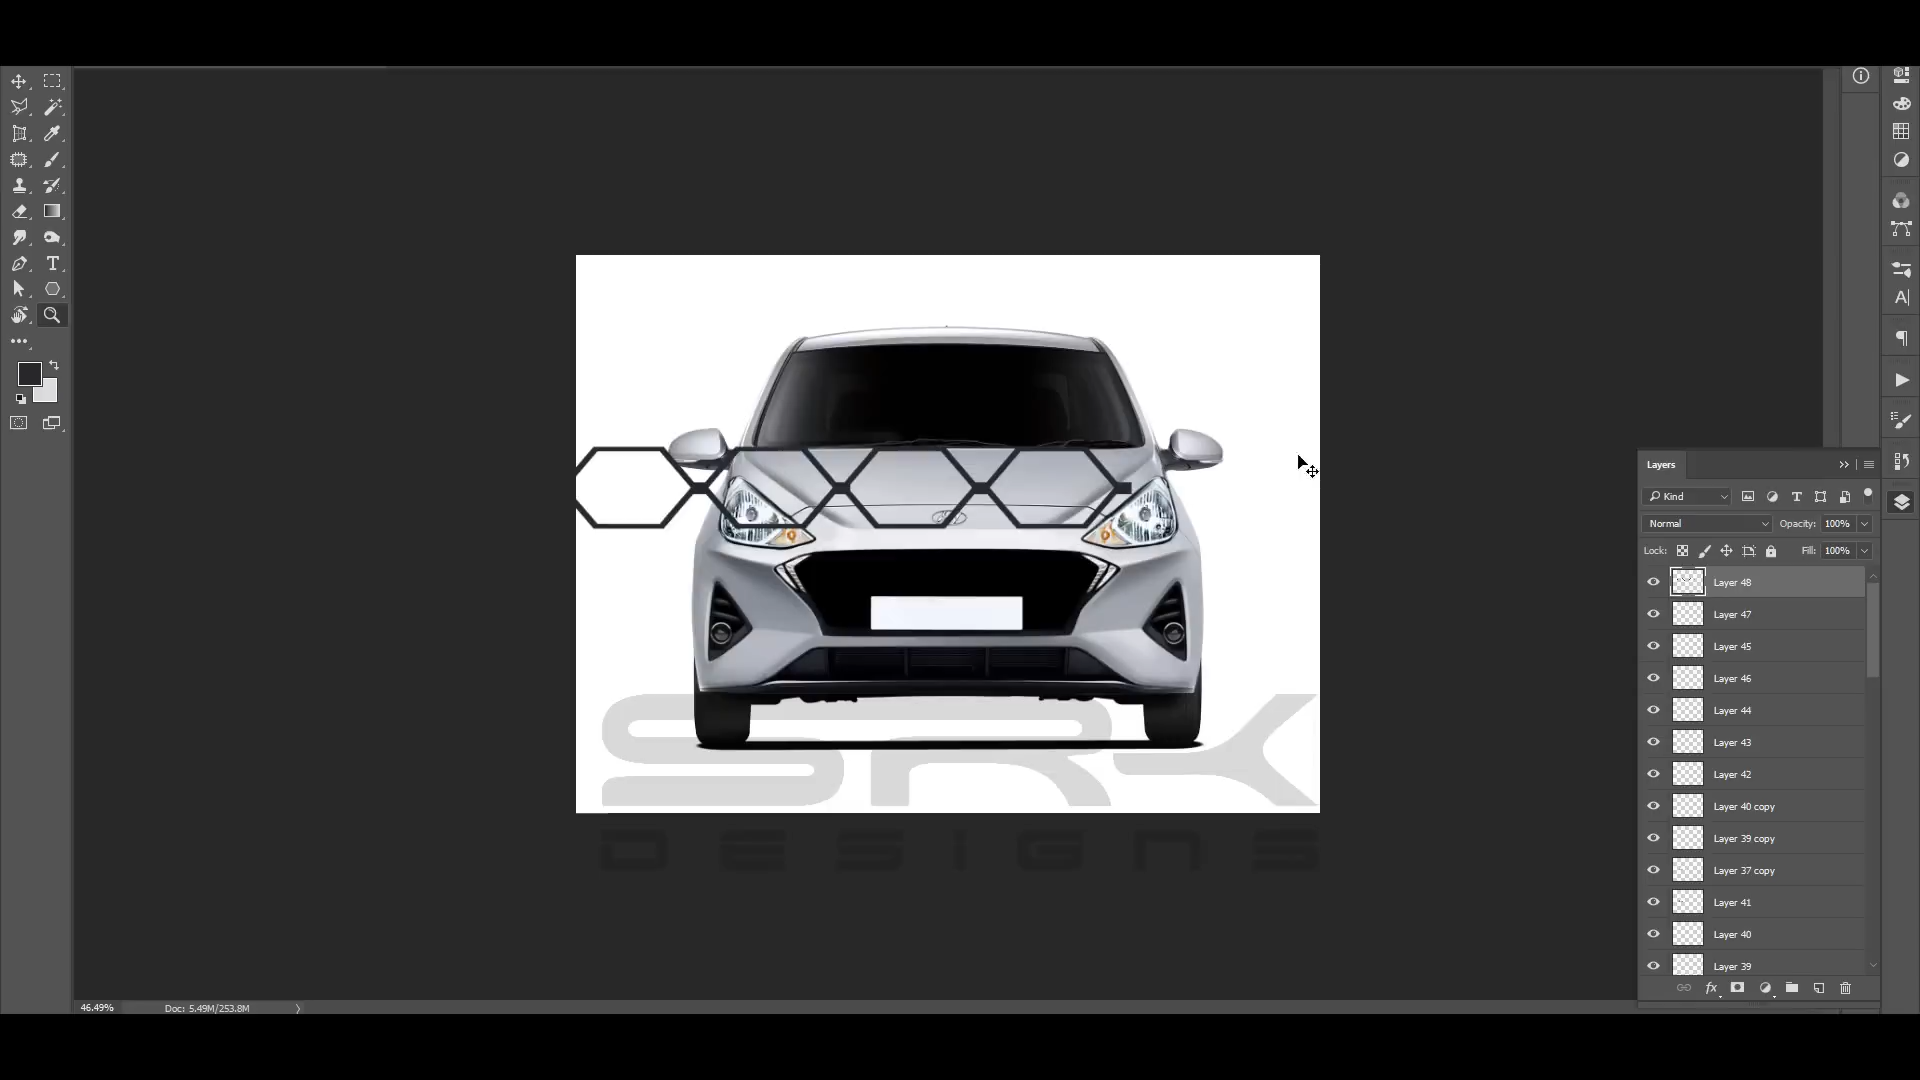 Layers
Kind
Normal Opacity: 100%
Lock: Fill: 100%
Layer 48
Layer 47
Layer 45
Layer 46
Layer 44
Layer 43
Layer 42
Layer 40 copy
Layer 39 copy
Layer 37 copy
Layer 41
Layer 40
Layer 39
SRK
DESIGNS
46.49% Doc: 5.49M/253.8M